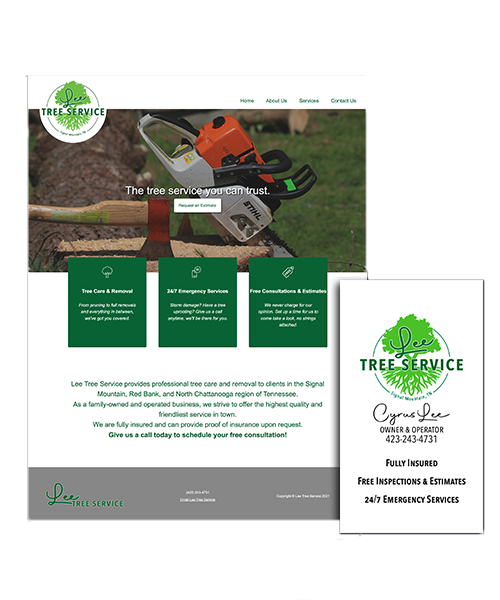 Lee
TREE SERVICE
Signal Mountain, TN
Home About Us Services Contact Us
The tree service you can trust.
Request an Estimate
STIHL
Tree Care & Removal
From pruning to full removals
and everything in between,
we've got you covered.
24/7 Emergency Services
Storm damage? Have a tree
uprooting? Give us a call
anytime, we'll be there for you.
Free Consultations & Estimates
We never charge for our
opinion. Set up a time for us to
come take a look, no strings
attached.
Lee Tree Service provides professional tree care and removal to clients in the Signal
Mountain, Red Bank, and North Chattanooga region of Tennessee.
As a family-owned and operated business, we strive to offer the highest quality and
friendliest service in town.
We are fully insured and can provide proof of insurance upon request.
Give us a call today to schedule your free consultation!
Lee
TREE SERVICE
(423) 243-4731
Email Lee Tree Service
Copyright © Lee Tree Service 2021
Lee
TREE SERVICE
Signal Mountain, TN
Cyrus Lee
OWNER & OPERATOR
423-243-4731
FULLY INSURED
FREE INSPECTIONS & ESTIMATES
24/7 EMERGENCY SERVICES